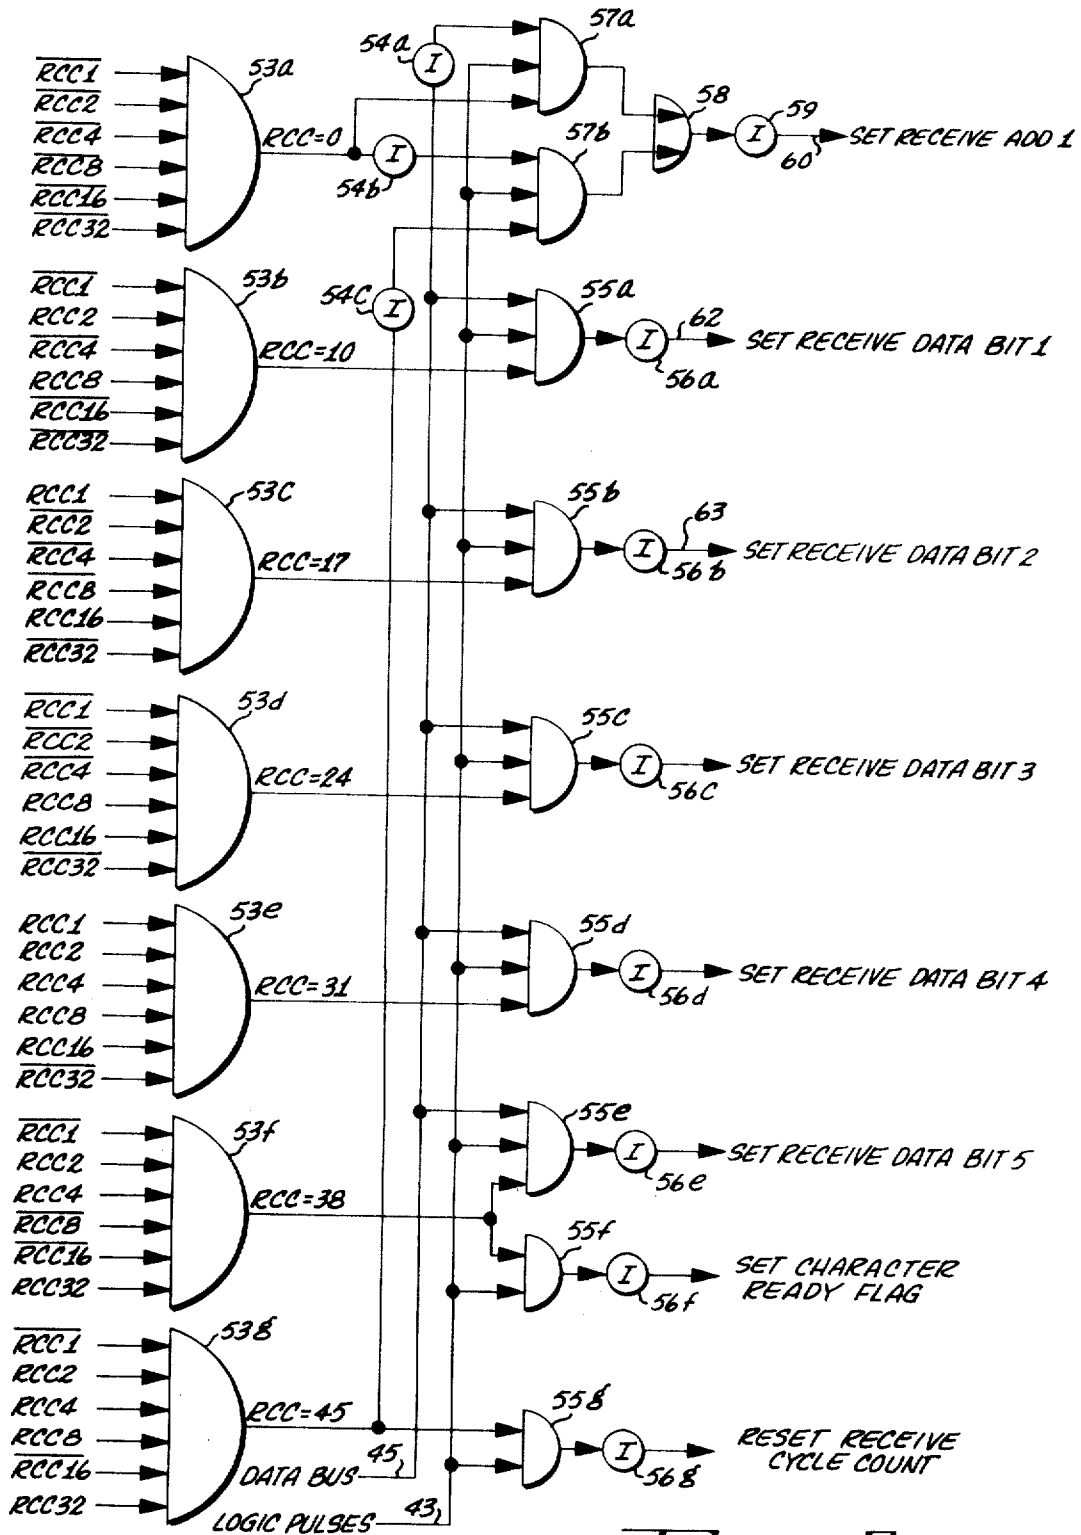 57a
54a
I
RCC1
RCC2
RCC4
RCC8
RCC16
RCC32
53a
RCC=0
I
54b
57b
58
59
I
60
SET RECEIVE ADD 1
RCC1
RCC2
RCC4
RCC8
RCC16
RCC32
53b
RCC=10
54C
I
55a
I
56a
62
SET RECEIVE DATA BIT 1
RCC1
RCC2
RCC4
RCC8
RCC16
RCC32
53C
RCC=17
55b
I
56b
63
SET RECEIVE DATA BIT 2
RCC1
RCC2
RCC4
RCC8
RCC16
RCC32
53d
RCC=24
55C
I
56C
SET RECEIVE DATA BIT 3
RCC1
RCC2
RCC4
RCC8
RCC16
RCC32
53e
RCC=31
55d
I
56d
SET RECEIVE DATA BIT 4
RCC1
RCC2
RCC4
RCC8
RCC16
RCC32
53f
RCC=38
55e
I
56e
SET RECEIVE DATA BIT 5
55f
I
56f
SET CHARACTER
READY FLAG
RCC1
RCC2
RCC4
RCC8
RCC16
RCC32
53g
RCC=45
55g
I
56g
RESET RECEIVE
CYCLE COUNT
45
DATA BUS
43
LOGIC PULSES